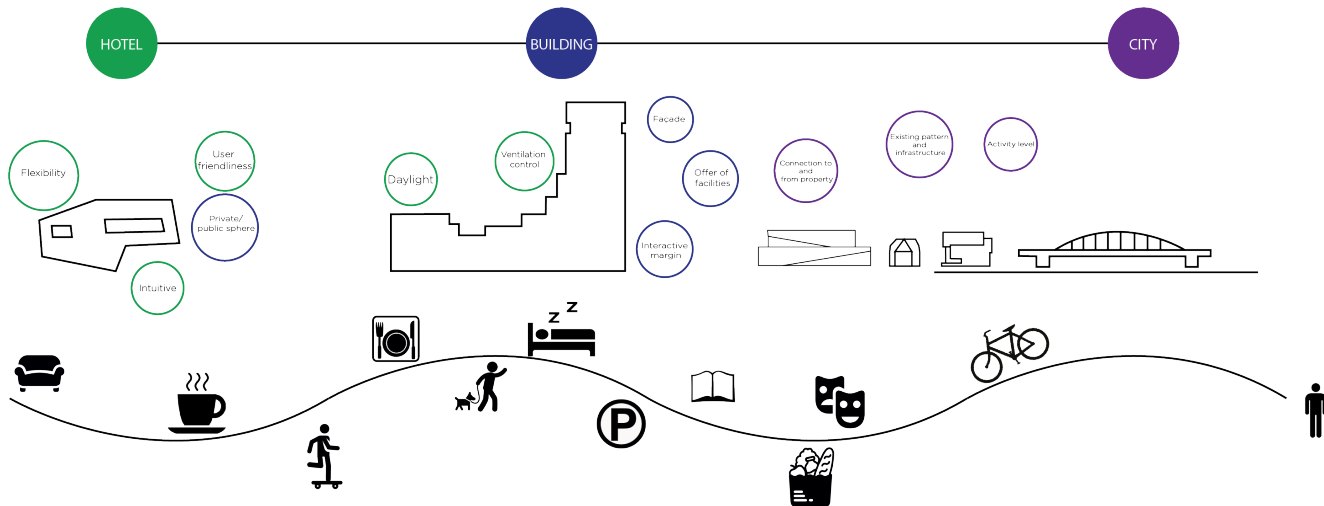 HOTEL
BUILDING
CITY
Flexibility
User
friendliness
Private/
public sphere
Intuitive
Daylight
Ventilation
control
Façade
Offer of
facilities
Interactive
margin
Connection to
and
from property
Existing pattern
and
infrastructure
Activity level
z z
P